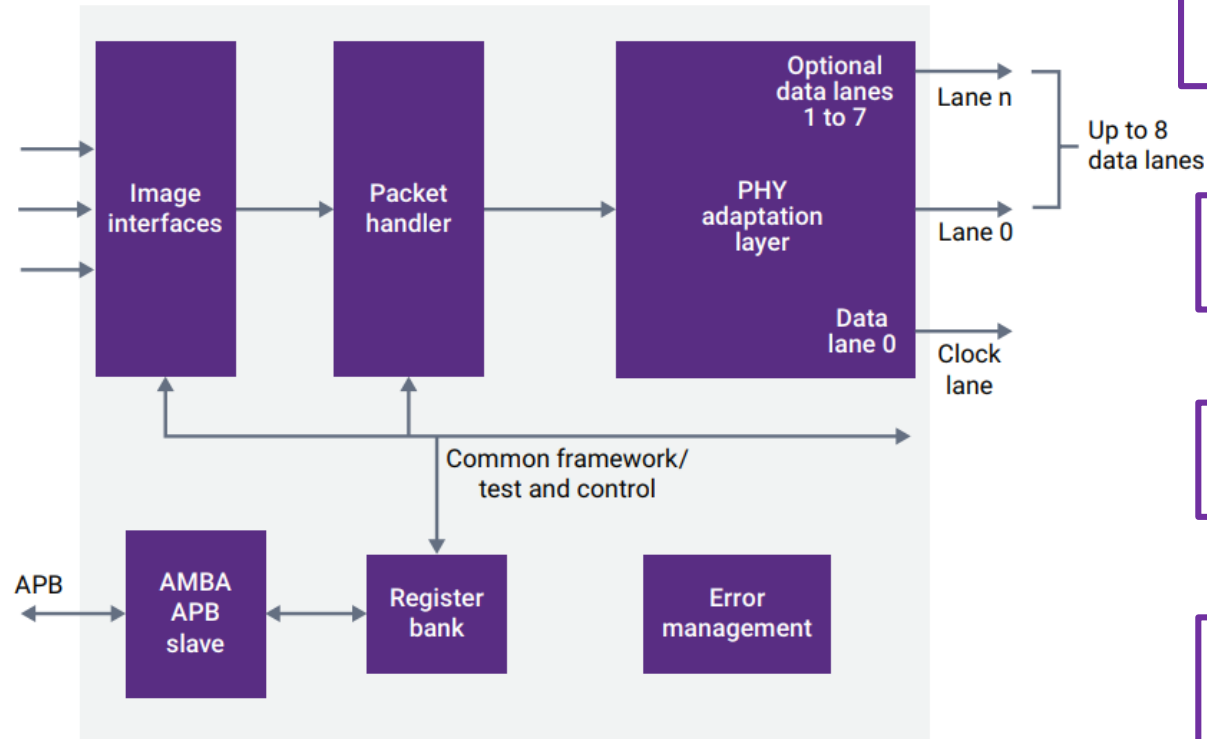 Optional
data lanes
1 to 7
Lane n
Up to 8
data lanes
Image
interfaces
Packet
handler
PHY
adaptation
layer
Lane 0
Data
lane 0
Clock
lane
Common framework/
test and control
APB
AMBA
APB
slave
Register
bank
Error
management